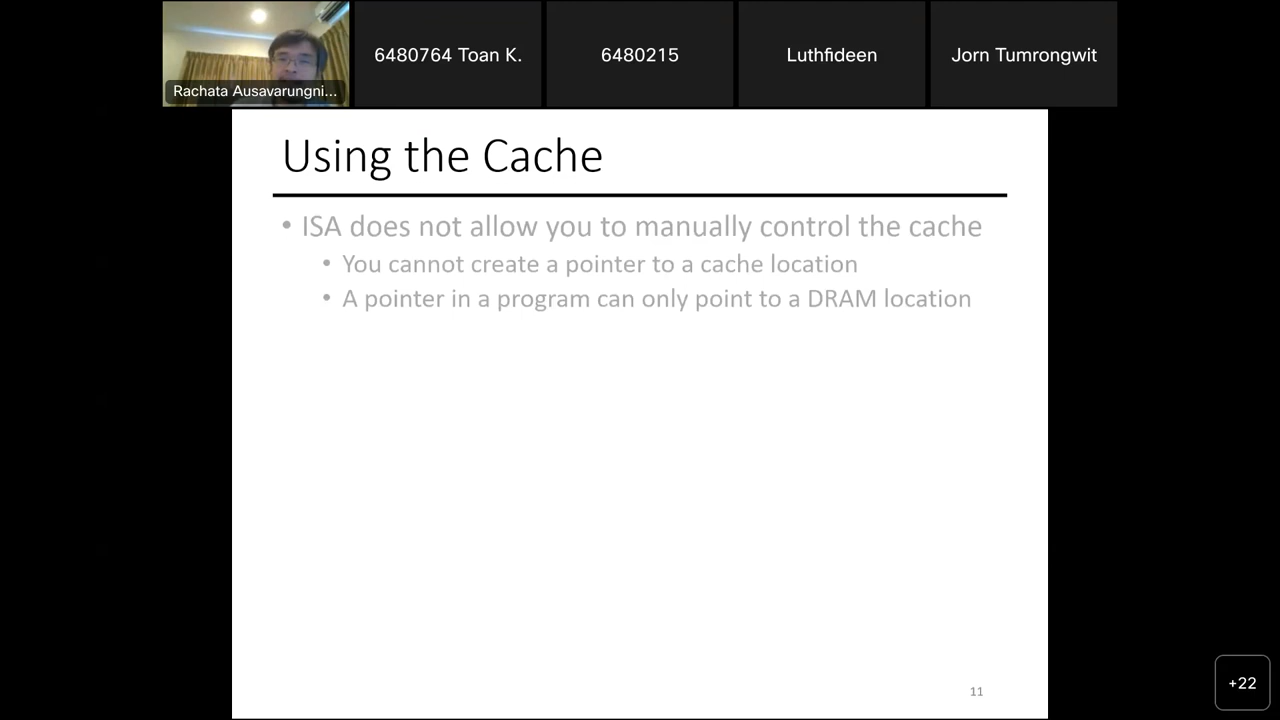 Rachata Ausavarungni...
6480764 Toan K.
6480215
Luthfideen
Jorn Tumrongwit
Using the Cache
• ISA does not allow you to manually control the cache
• You cannot create a pointer to a cache location
• A pointer in a program can only point to a DRAM location
11
+22